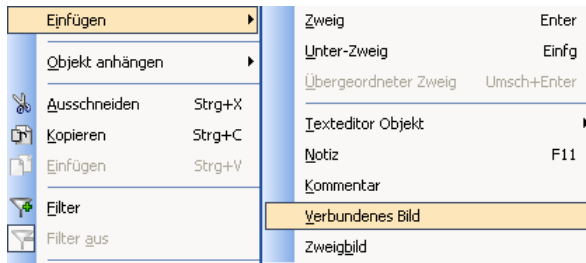 Einfügen
Objekt anhängen
Ausschneiden Strg+X
Kopieren Strg+C
Einfügen Strg+V
Filter
Filter aus
Zweig Enter
Unter-Zweig Einfg
Übergeordneter Zweig Umsch+Enter
Texteditor Objekt
Notiz F11
Kommentar
Verbundenes Bild
Zweigbild